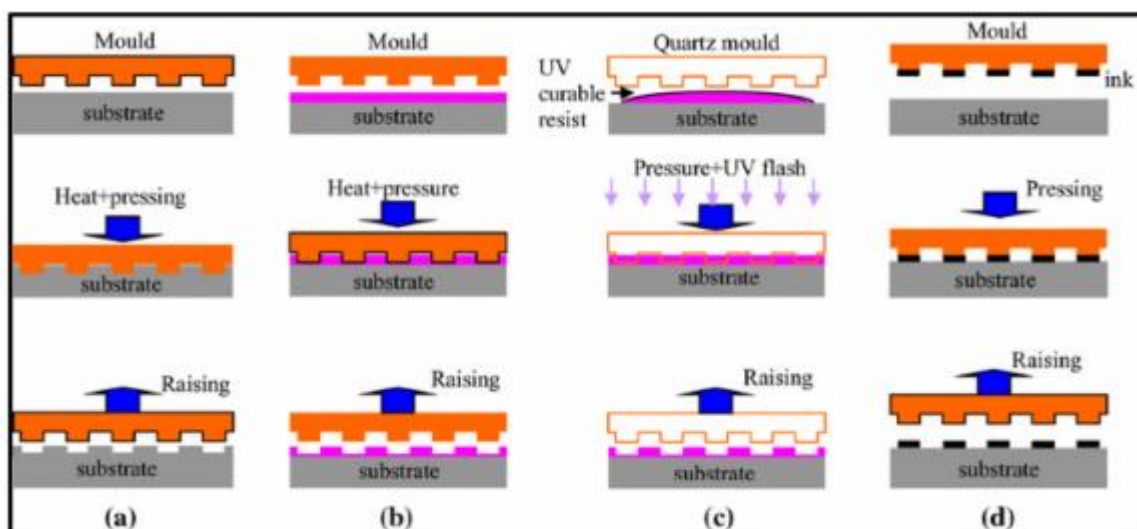 Mould
substrate
Heat+pressing
substrate
Raising
substrate
(a)
Mould
substrate
Heat+pressure
substrate
Raising
substrate
(b)
Quartz mould
UV
curable
resist
substrate
Pressure+UV flash
substrate
Raising
substrate
(c)
Mould
ink
substrate
Pressing
substrate
Raising
substrate
(d)